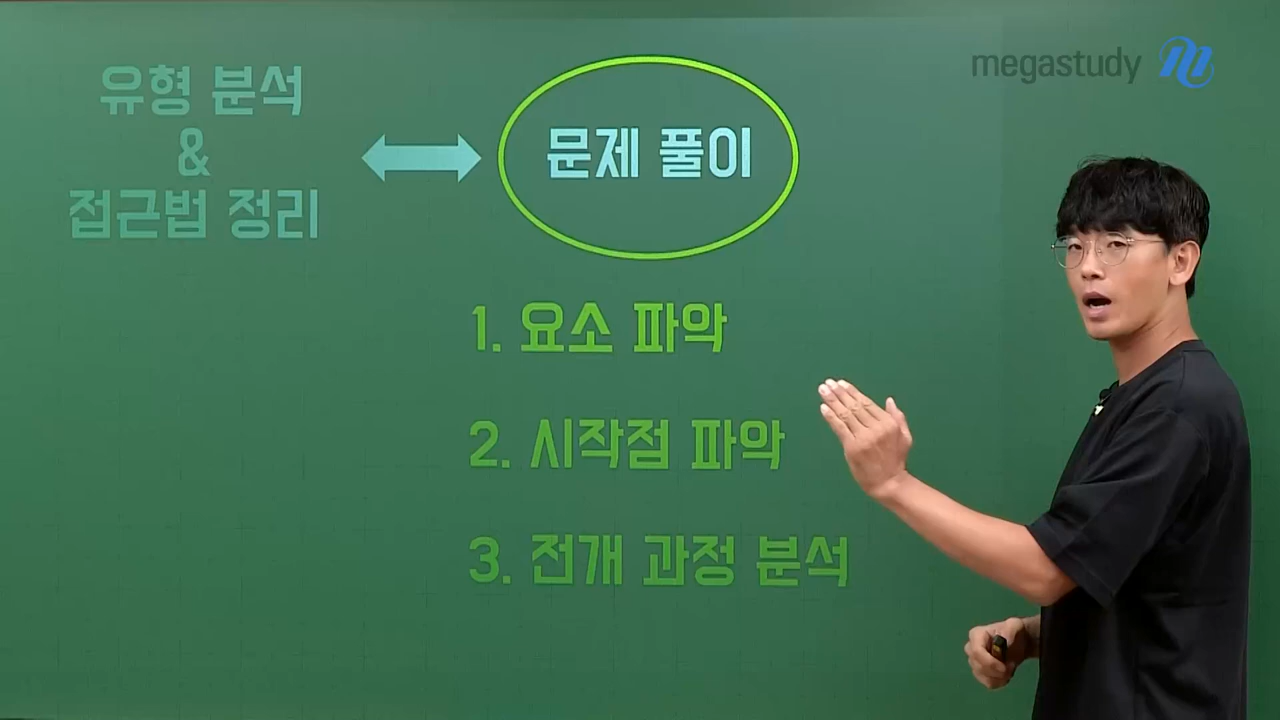 유형 분석
&
접근법 정리
문제 풀이
megastudy
1. 요소 파악
2. 시작점 파악
3. 전개 과정 분석